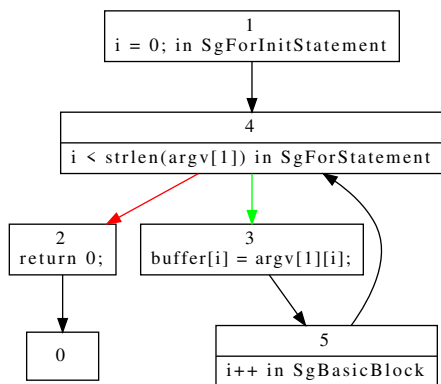 1
i = 0; in SgForInitStatement
4
i < strlen(argv[1]) in SgForStatement
2
return 0;
3
buffer[i] = argv[1][i];
0
5
i++ in SgBasicBlock